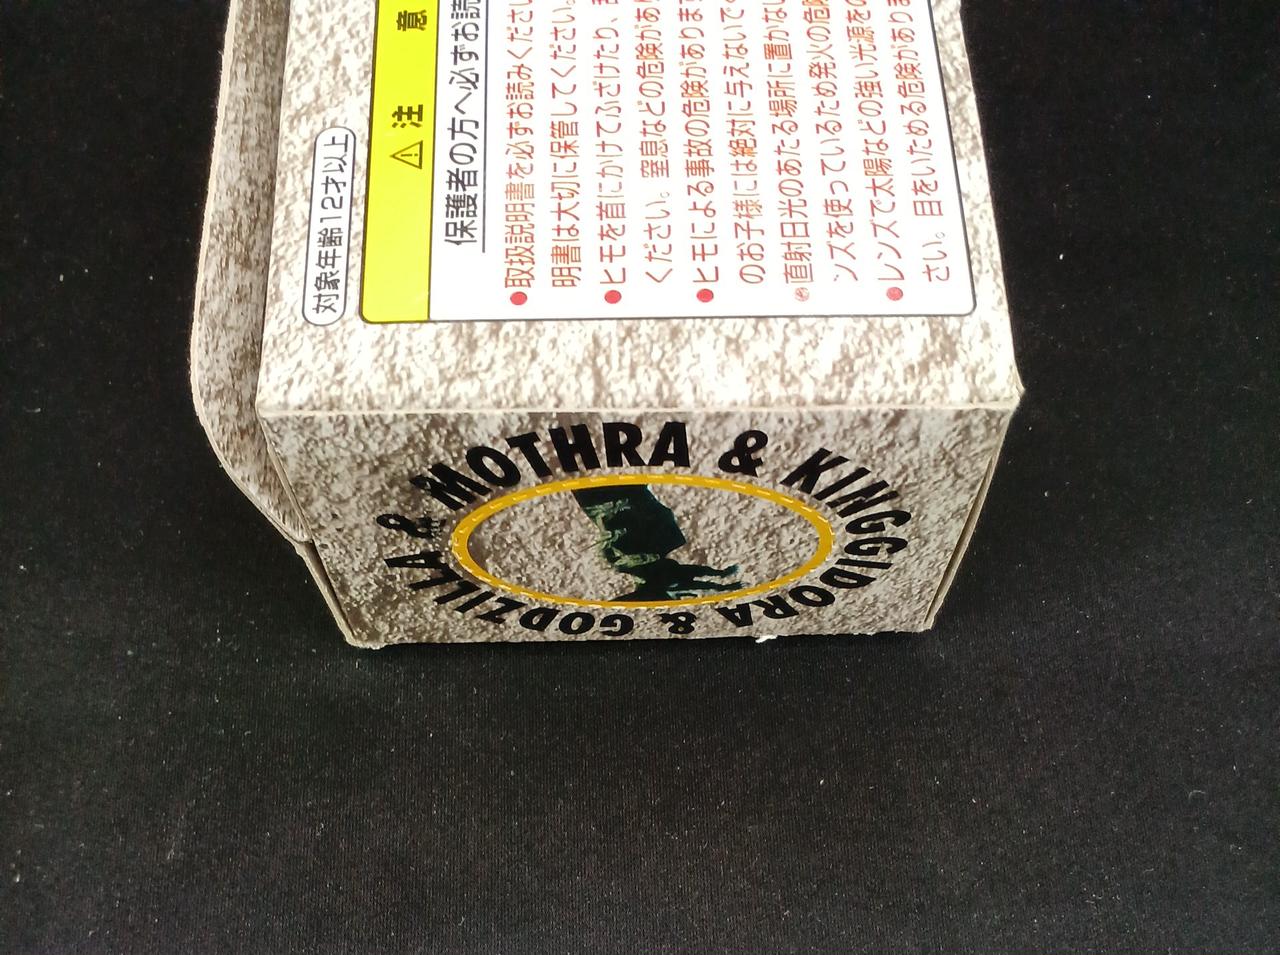 対象年齢12才以上
⚠ 注 意
保護者の方へ必ずお読
●取扱説明書を必ずお読みください
明書は大切に保管してください。
●ヒモを首にかけてふざけたり、
ください。窒息などの危険があ
●ヒモによる事故の危険がありま
のお子様には絶対に与えないで
●直射日光のあたる場所に置かな
ンズを使っているため発火の危険
●レンズで太陽などの強い光源を
さい。目をいためる危険がありま
MOTHRA & KINGGIDORA & GODZILLA &